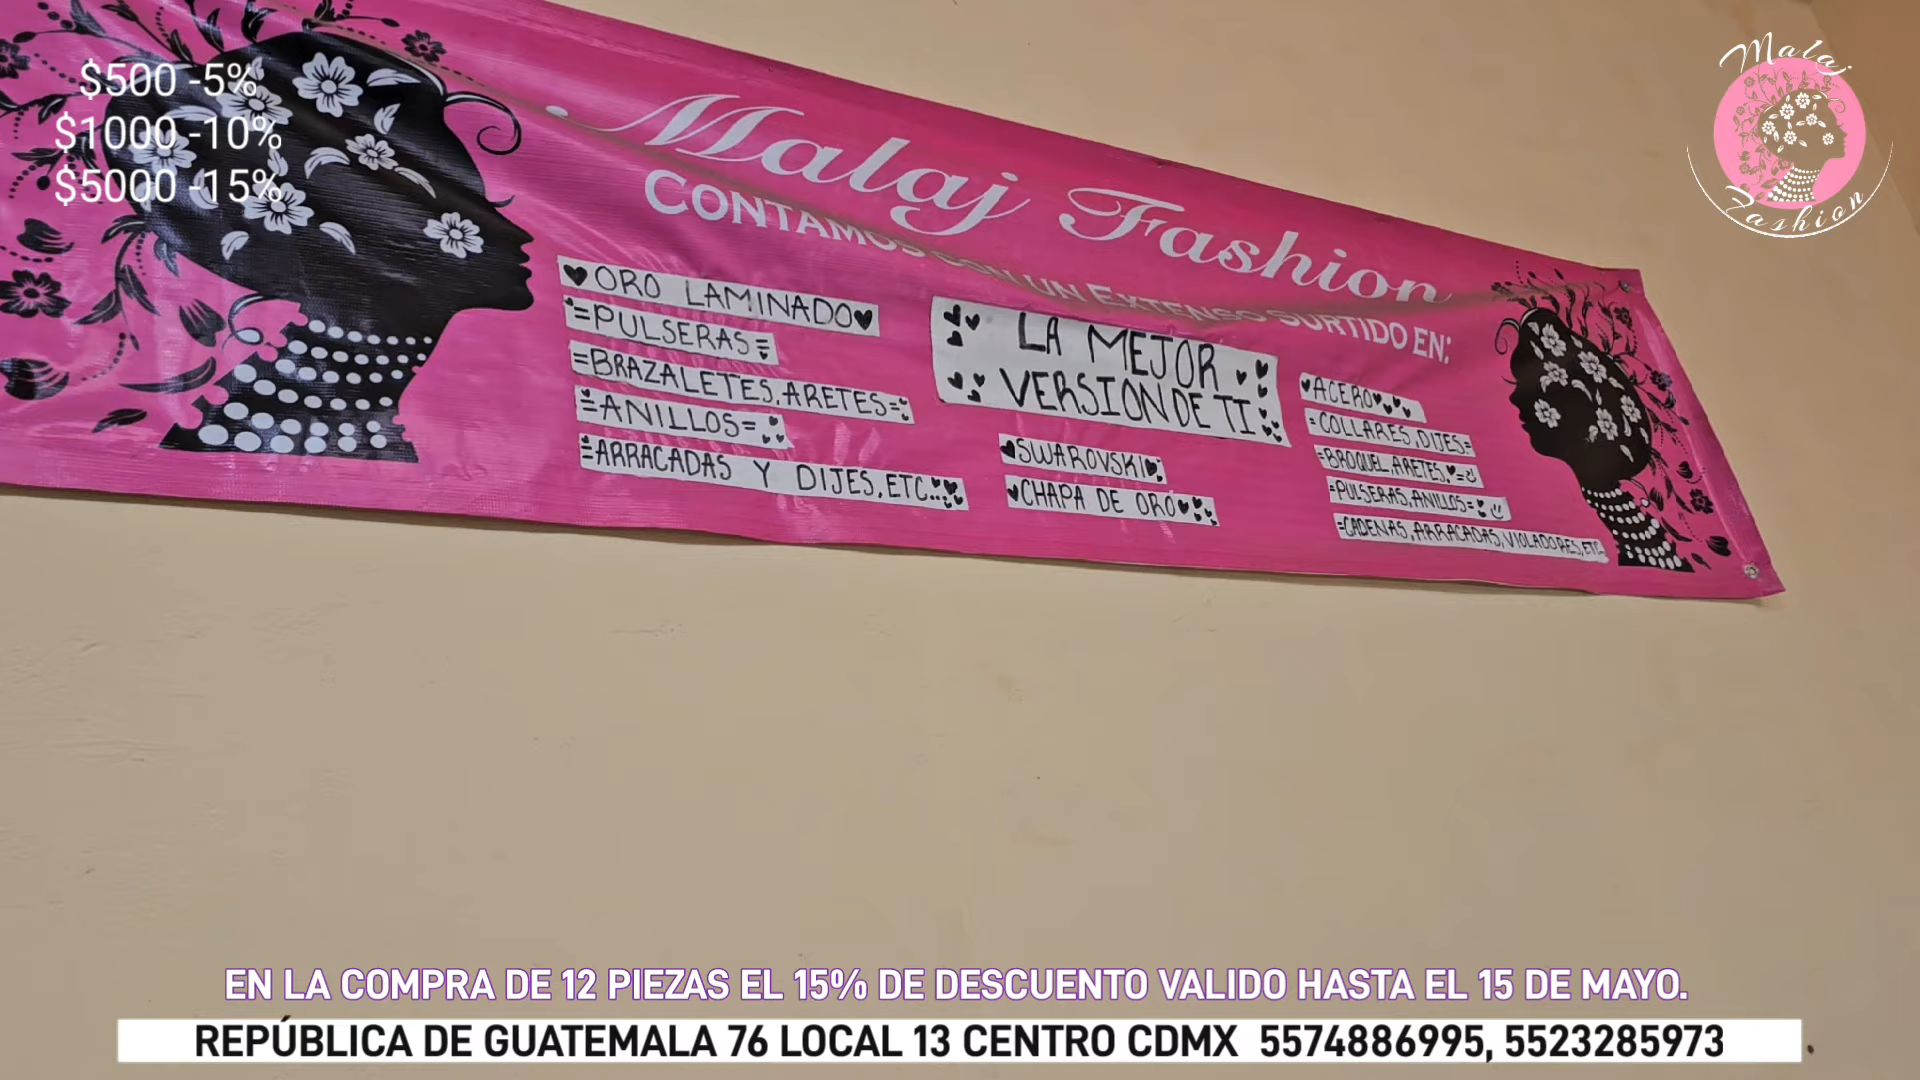 $500 -5%
$1000 -10%
$5000 -15%
Malaj
Fashion
Malaj Fashion
CONTAMOS CON UN EXTENSO SURTIDO EN:
♥ORO LAMINADO♥
=PULSERAS=
=BRAZALETES, ARETES=
=ANILLOS=
=ARRACADAS Y DIJES, ETC...
LA MEJOR
VERSION DE TI
♥SWAROVSKI♥
♥CHAPA DE ORO♥
♥ACERO♥
=COLLARES, DIJES=
=BROQUEL, ARETES, ♥=
=PULSERAS, ANILLOS=
=CADENAS, ARRACADAS, VIOLADORES, ETC
EN LA COMPRA DE 12 PIEZAS EL 15% DE DESCUENTO VALIDO HASTA EL 15 DE MAYO.
REPÚBLICA DE GUATEMALA 76 LOCAL 13 CENTRO CDMX 5574886995, 5523285973